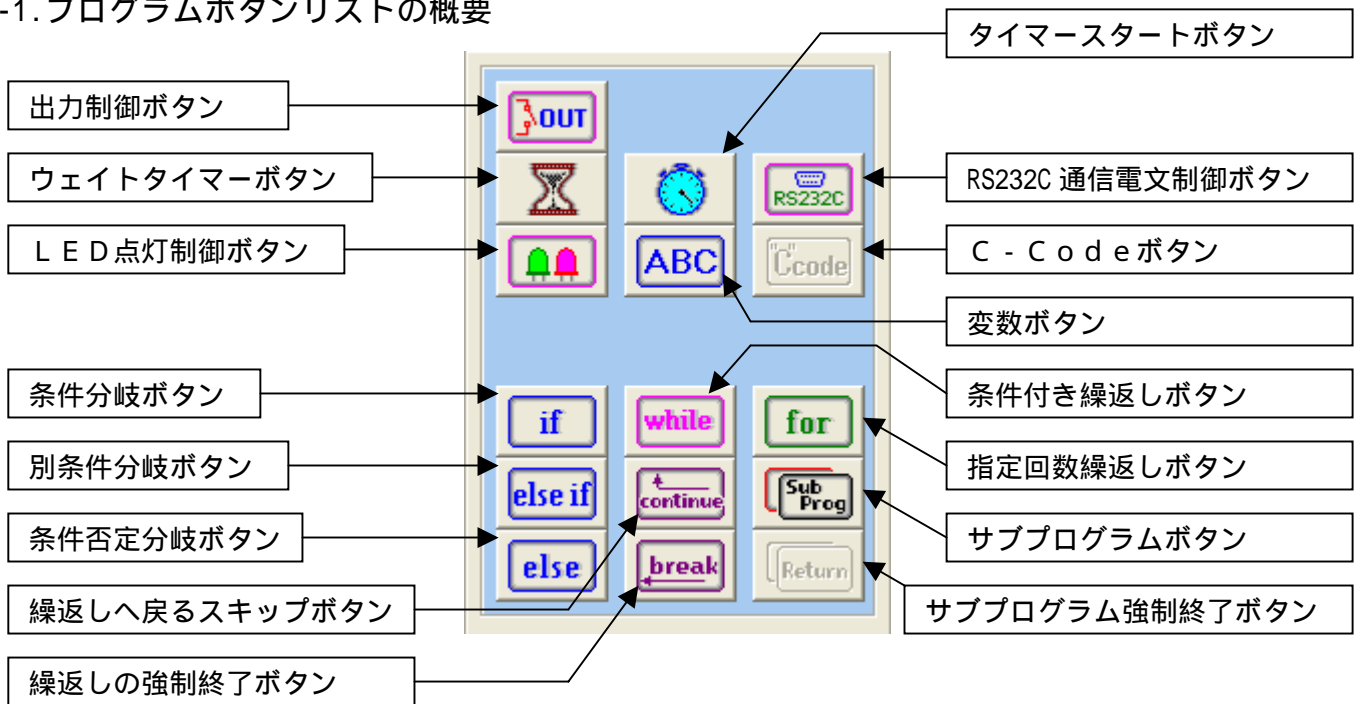 -1.プログラムボタンリストの概要
タイマースタートボタン
出力制御ボタン
OUT
ウェイトタイマーボタン
RS232C
RS232C 通信電文制御ボタン
ＬＥＤ点灯制御ボタン
ABC
"C"code
Ｃ‐Ｃｏｄｅボタン
変数ボタン
条件分岐ボタン
if
while
for
条件付き繰返しボタン
別条件分岐ボタン
else if
continue
Sub
Prog
指定回数繰返しボタン
条件否定分岐ボタン
else
break
Return
サブプログラムボタン
繰返しへ戻るスキップボタン
サブプログラム強制終了ボタン
繰返しの強制終了ボタン